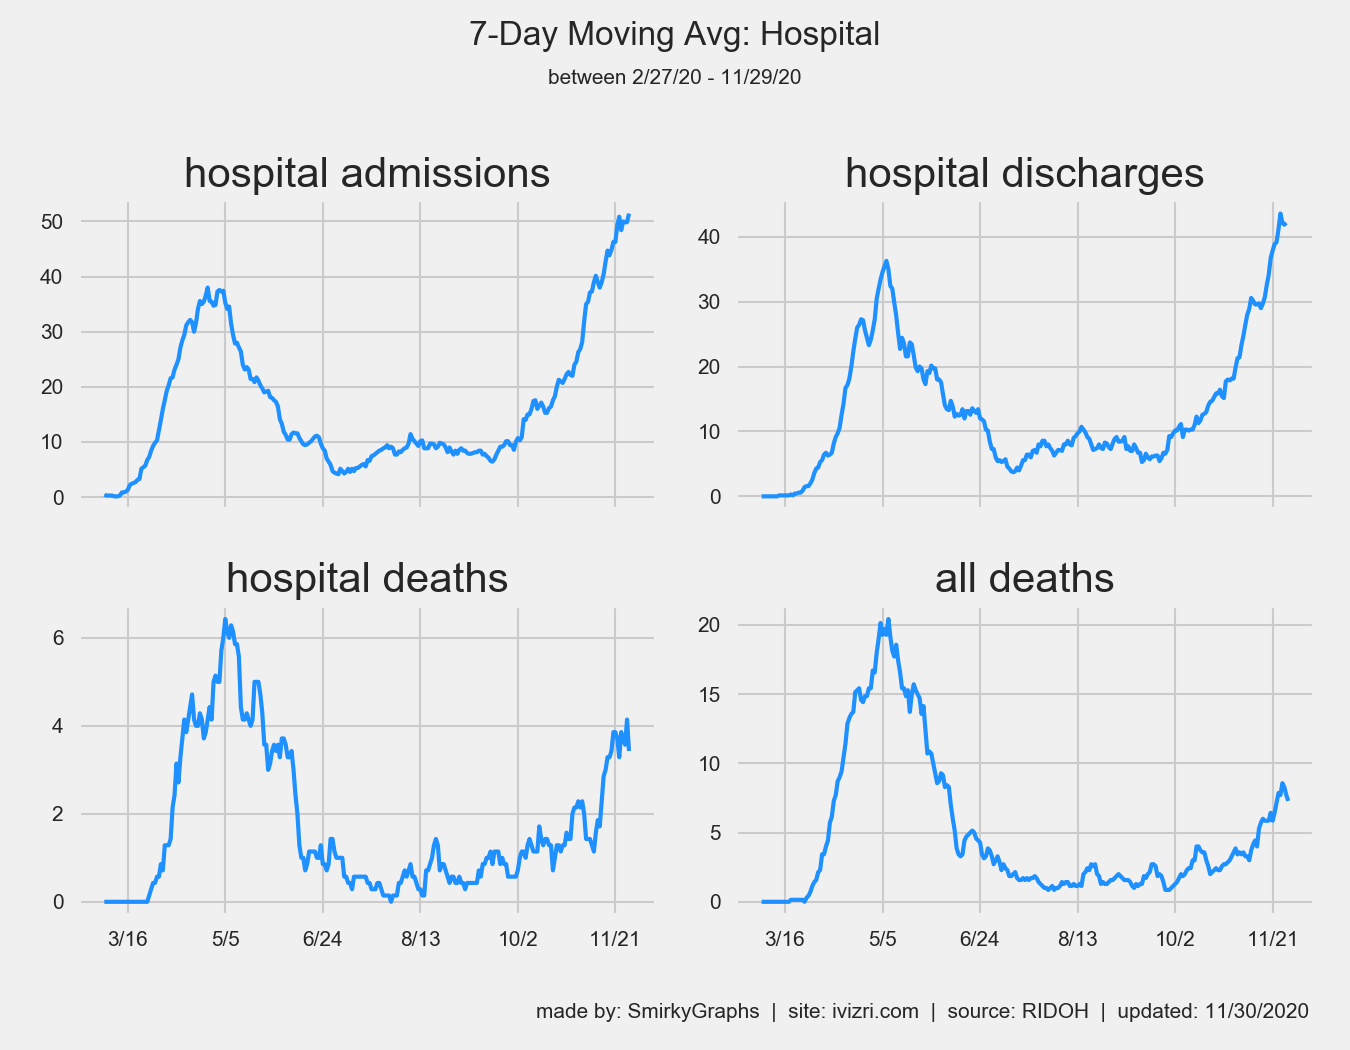 7-Day Moving Avg: Hospital
between 2/27/20 - 11/29/20
hospital admissions
50
40
30
20
10
0
hospital discharges
40
30
20
10
0
hospital deaths
6
4
2
0
3/16 5/5 6/24 8/13 10/2 11/21
all deaths
20
15
10
5
0
3/16 5/5 6/24 8/13 10/2 11/21
made by: SmirkyGraphs | site: ivizri.com | source: RIDOH | updated: 11/30/2020